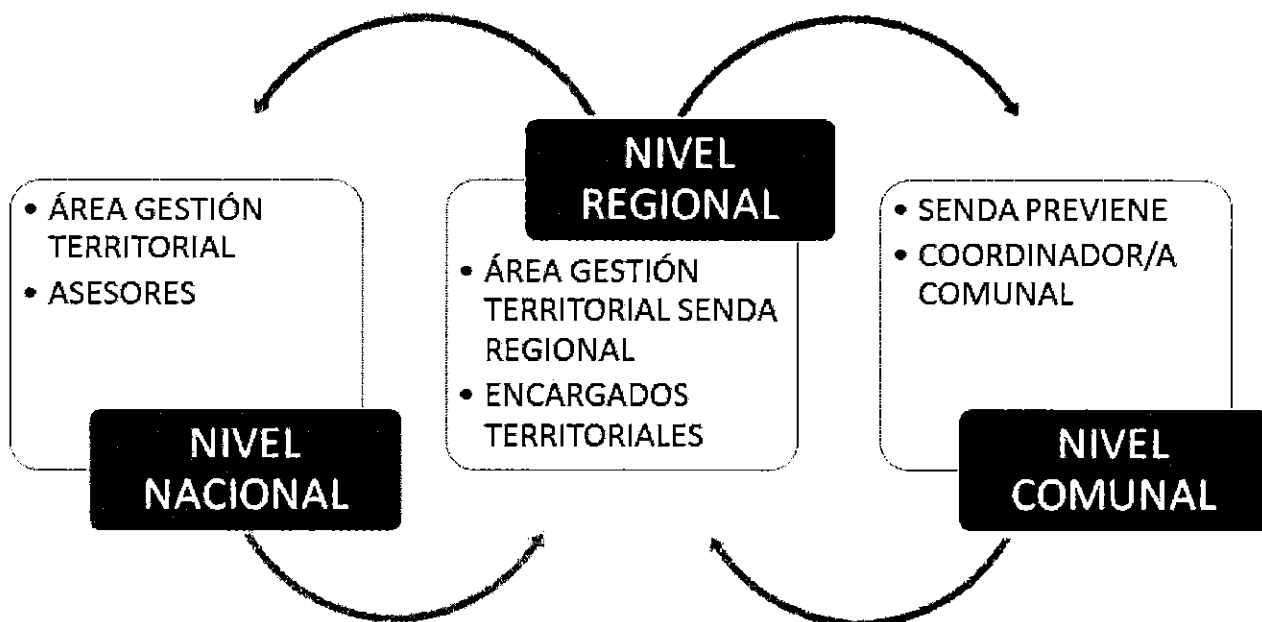 • ÁREA GESTIÓN
TERRITORIAL
• ASESORES
NIVEL
NACIONAL
NIVEL
REGIONAL
• ÁREA GESTIÓN
TERRITORIAL SENDA
REGIONAL
• ENCARGADOS
TERRITORIALES
• SENDA PREVIENE
• COORDINADOR/A
COMUNAL
NIVEL
COMUNAL